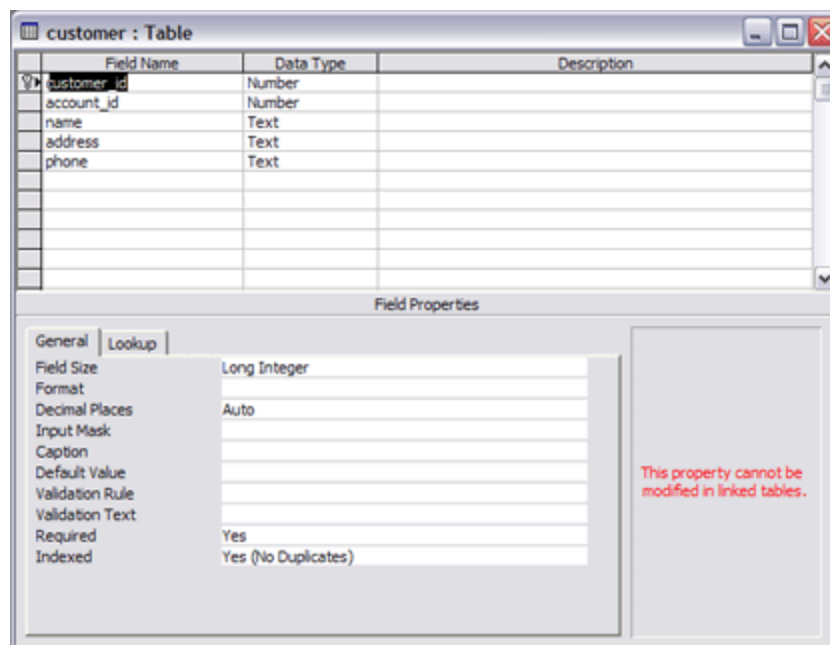 customer : Table
Field Name Data Type Description
customer_id Number
account_id Number
name Text
address Text
phone Text
Field Properties
General Lookup
Field Size Long Integer
Format
Decimal Places Auto
Input Mask
Caption
Default Value
Validation Rule
Validation Text
Required Yes
Indexed Yes (No Duplicates)
This property cannot be
modified in linked tables.